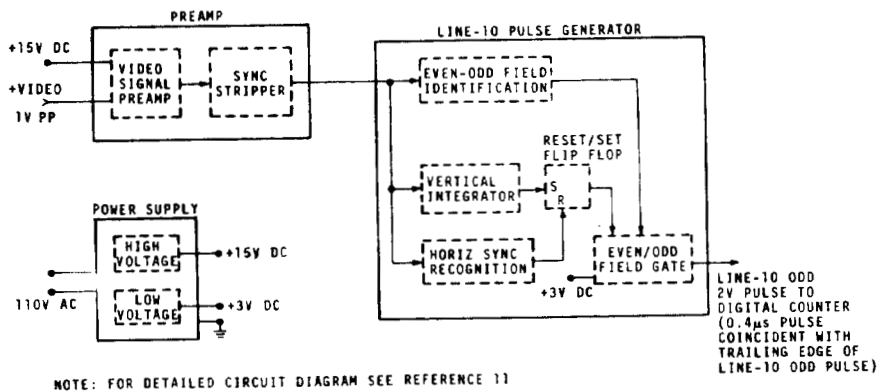 PREAMP
+15V DC
+VIDEO
1V PP
VIDEO
SIGNAL
PREAMP
SYNC
STRIPPER
LINE-10 PULSE GENERATOR
EVEN-ODD FIELD
IDENTIFICATION
RESET/SET
FLIP FLOP
VERTICAL
INTEGRATOR
S
R
HORIZ SYNC
RECOGNITION
EVEN/ODD
FIELD GATE
+3V DC
LINE-10 ODD
2V PULSE TO
DIGITAL COUNTER
(0.4μs PULSE
COINCIDENT WITH
TRAILING EDGE OF
LINE-10 ODD PULSE)
POWER SUPPLY
HIGH
VOLTAGE
+15V DC
110V AC
LOW
VOLTAGE
+3V DC
NOTE: FOR DETAILED CIRCUIT DIAGRAM SEE REFERENCE 11